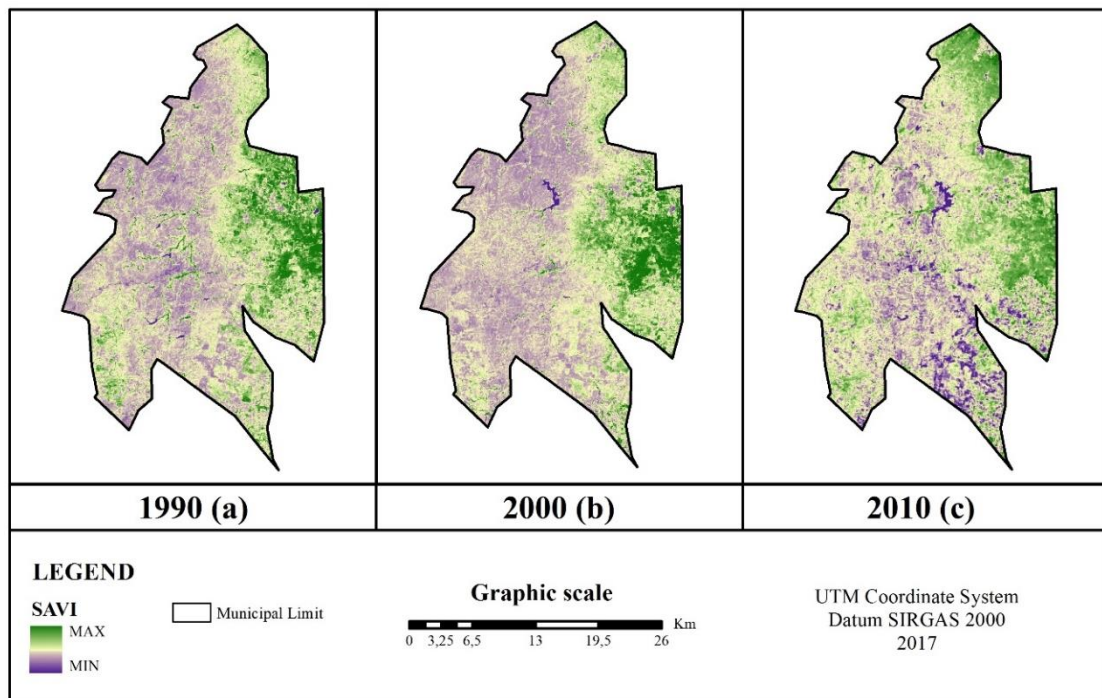 1990 (a)
2000 (b)
2010 (c)
LEGEND
SAVI
MAX
MIN
Municipal Limit
Graphic scale
0 3,25 6,5 13 19,5 26 Km
UTM Coordinate System
Datum SIRGAS 2000
2017